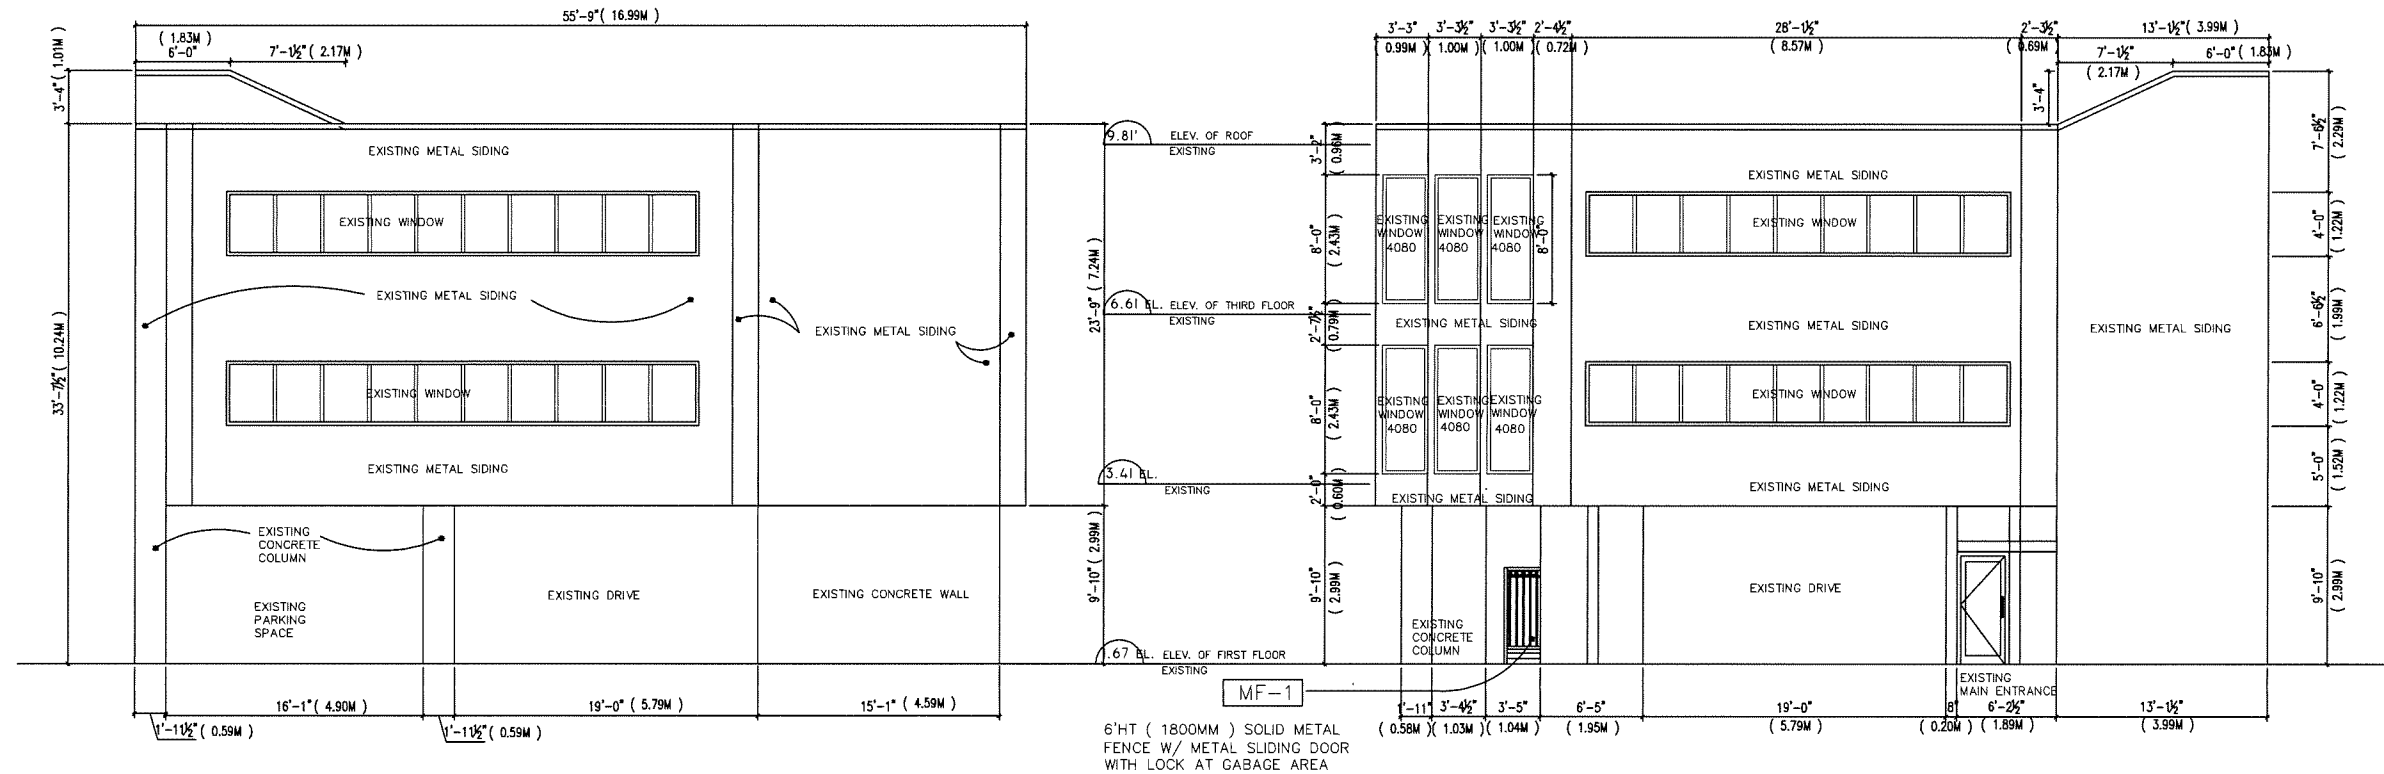 55'-9" ( 16.99M )
( 1.83M )
6'-0"
7'-1½" ( 2.17M )
3'-4" ( 1.01M )
33'-7½" ( 10.24M )
EXISTING METAL SIDING
EXISTING WINDOW
EXISTING METAL SIDING
EXISTING METAL SIDING
EXISTING WINDOW
EXISTING METAL SIDING
EXISTING
CONCRETE
COLUMN
EXISTING
PARKING
SPACE
EXISTING DRIVE
EXISTING CONCRETE WALL
16'-1" ( 4.90M )
19'-0" ( 5.79M )
15'-1" ( 4.59M )
1'-11½" ( 0.59M )
1'-11½" ( 0.59M )
23'-9" ( 7.24M )
9'-10" ( 2.99M )
9.81' ELEV. OF ROOF
EXISTING
6.61 EL. ELEV. OF THIRD FLOOR
EXISTING
3.41 EL.
EXISTING
.67 EL. ELEV. OF FIRST FLOOR
EXISTING
MF-1
6'HT ( 1800MM ) SOLID METAL
FENCE W/ METAL SLIDING DOOR
WITH LOCK AT GABAGE AREA
3'-3" 3'-3½" 3'-3½" 2'-4½" 28'-1½" 2'-3½" 13'-1½" ( 3.99M )
( 0.99M ) ( 1.00M ) ( 1.00M ) ( 0.72M ) ( 8.57M ) 0.69M )
7'-1½" 6'-0" ( 1.83M )
( 2.17M )
3'-4"
3'-2"
( 0.96M )
8'-0"
( 2.43M )
2'-7½"
( 0.79M )
8'-0"
( 2.43M )
2'-0"
( 0.60M )
9'-10"
( 2.99M )
8'-0"
EXISTING EXISTING EXISTING
WINDOW WINDOW WINDOW
4080 4080 4080
EXISTING METAL SIDING
EXISTING EXISTING EXISTING
WINDOW WINDOW WINDOW
4080 4080 4080
EXISTING METAL SIDING
EXISTING METAL SIDING
EXISTING WINDOW
EXISTING METAL SIDING
EXISTING WINDOW
EXISTING METAL SIDING
EXISTING METAL SIDING
EXISTING
CONCRETE
COLUMN
EXISTING DRIVE
EXISTING
MAIN ENTRANCE
7'-6½"
( 2.29M )
4'-0"
( 1.22M )
6'-6½"
( 1.99M )
4'-0"
( 1.22M )
5'-0"
( 1.52M )
9'-10"
( 2.99M )
1'-11" 3'-4½" 3'-5" 6'-5" 19'-0" 8" 6'-2½" 13'-1½"
( 0.58M ) ( 1.03M ) ( 1.04M ) ( 1.95M ) ( 5.79M ) ( 0.20M ) ( 1.89M ) ( 3.99M )